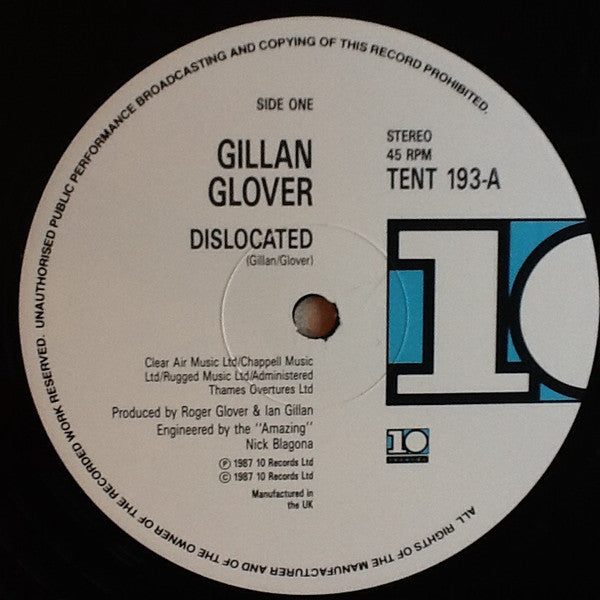 ALL RIGHTS OF THE MANUFACTURER AND OF THE OWNER OF THE RECORDED WORK RESERVED. UNAUTHORISED PUBLIC PERFORMANCE BROADCASTING AND COPYING OF THIS RECORD PROHIBITED.
SIDE ONE
GILLAN
GLOVER
DISLOCATED
(Gillan/Glover)
STEREO
45 RPM
TENT 193-A
10
Clear Air Music Ltd/Chappell Music
Ltd/Rugged Music Ltd/Administered
Thames Overtures Ltd
Produced by Roger Glover & Ian Gillan
Engineered by the "Amazing"
Nick Blagona
℗ 1987 10 Records Ltd
© 1987 10 Records Ltd
Manufactured in
the UK
10